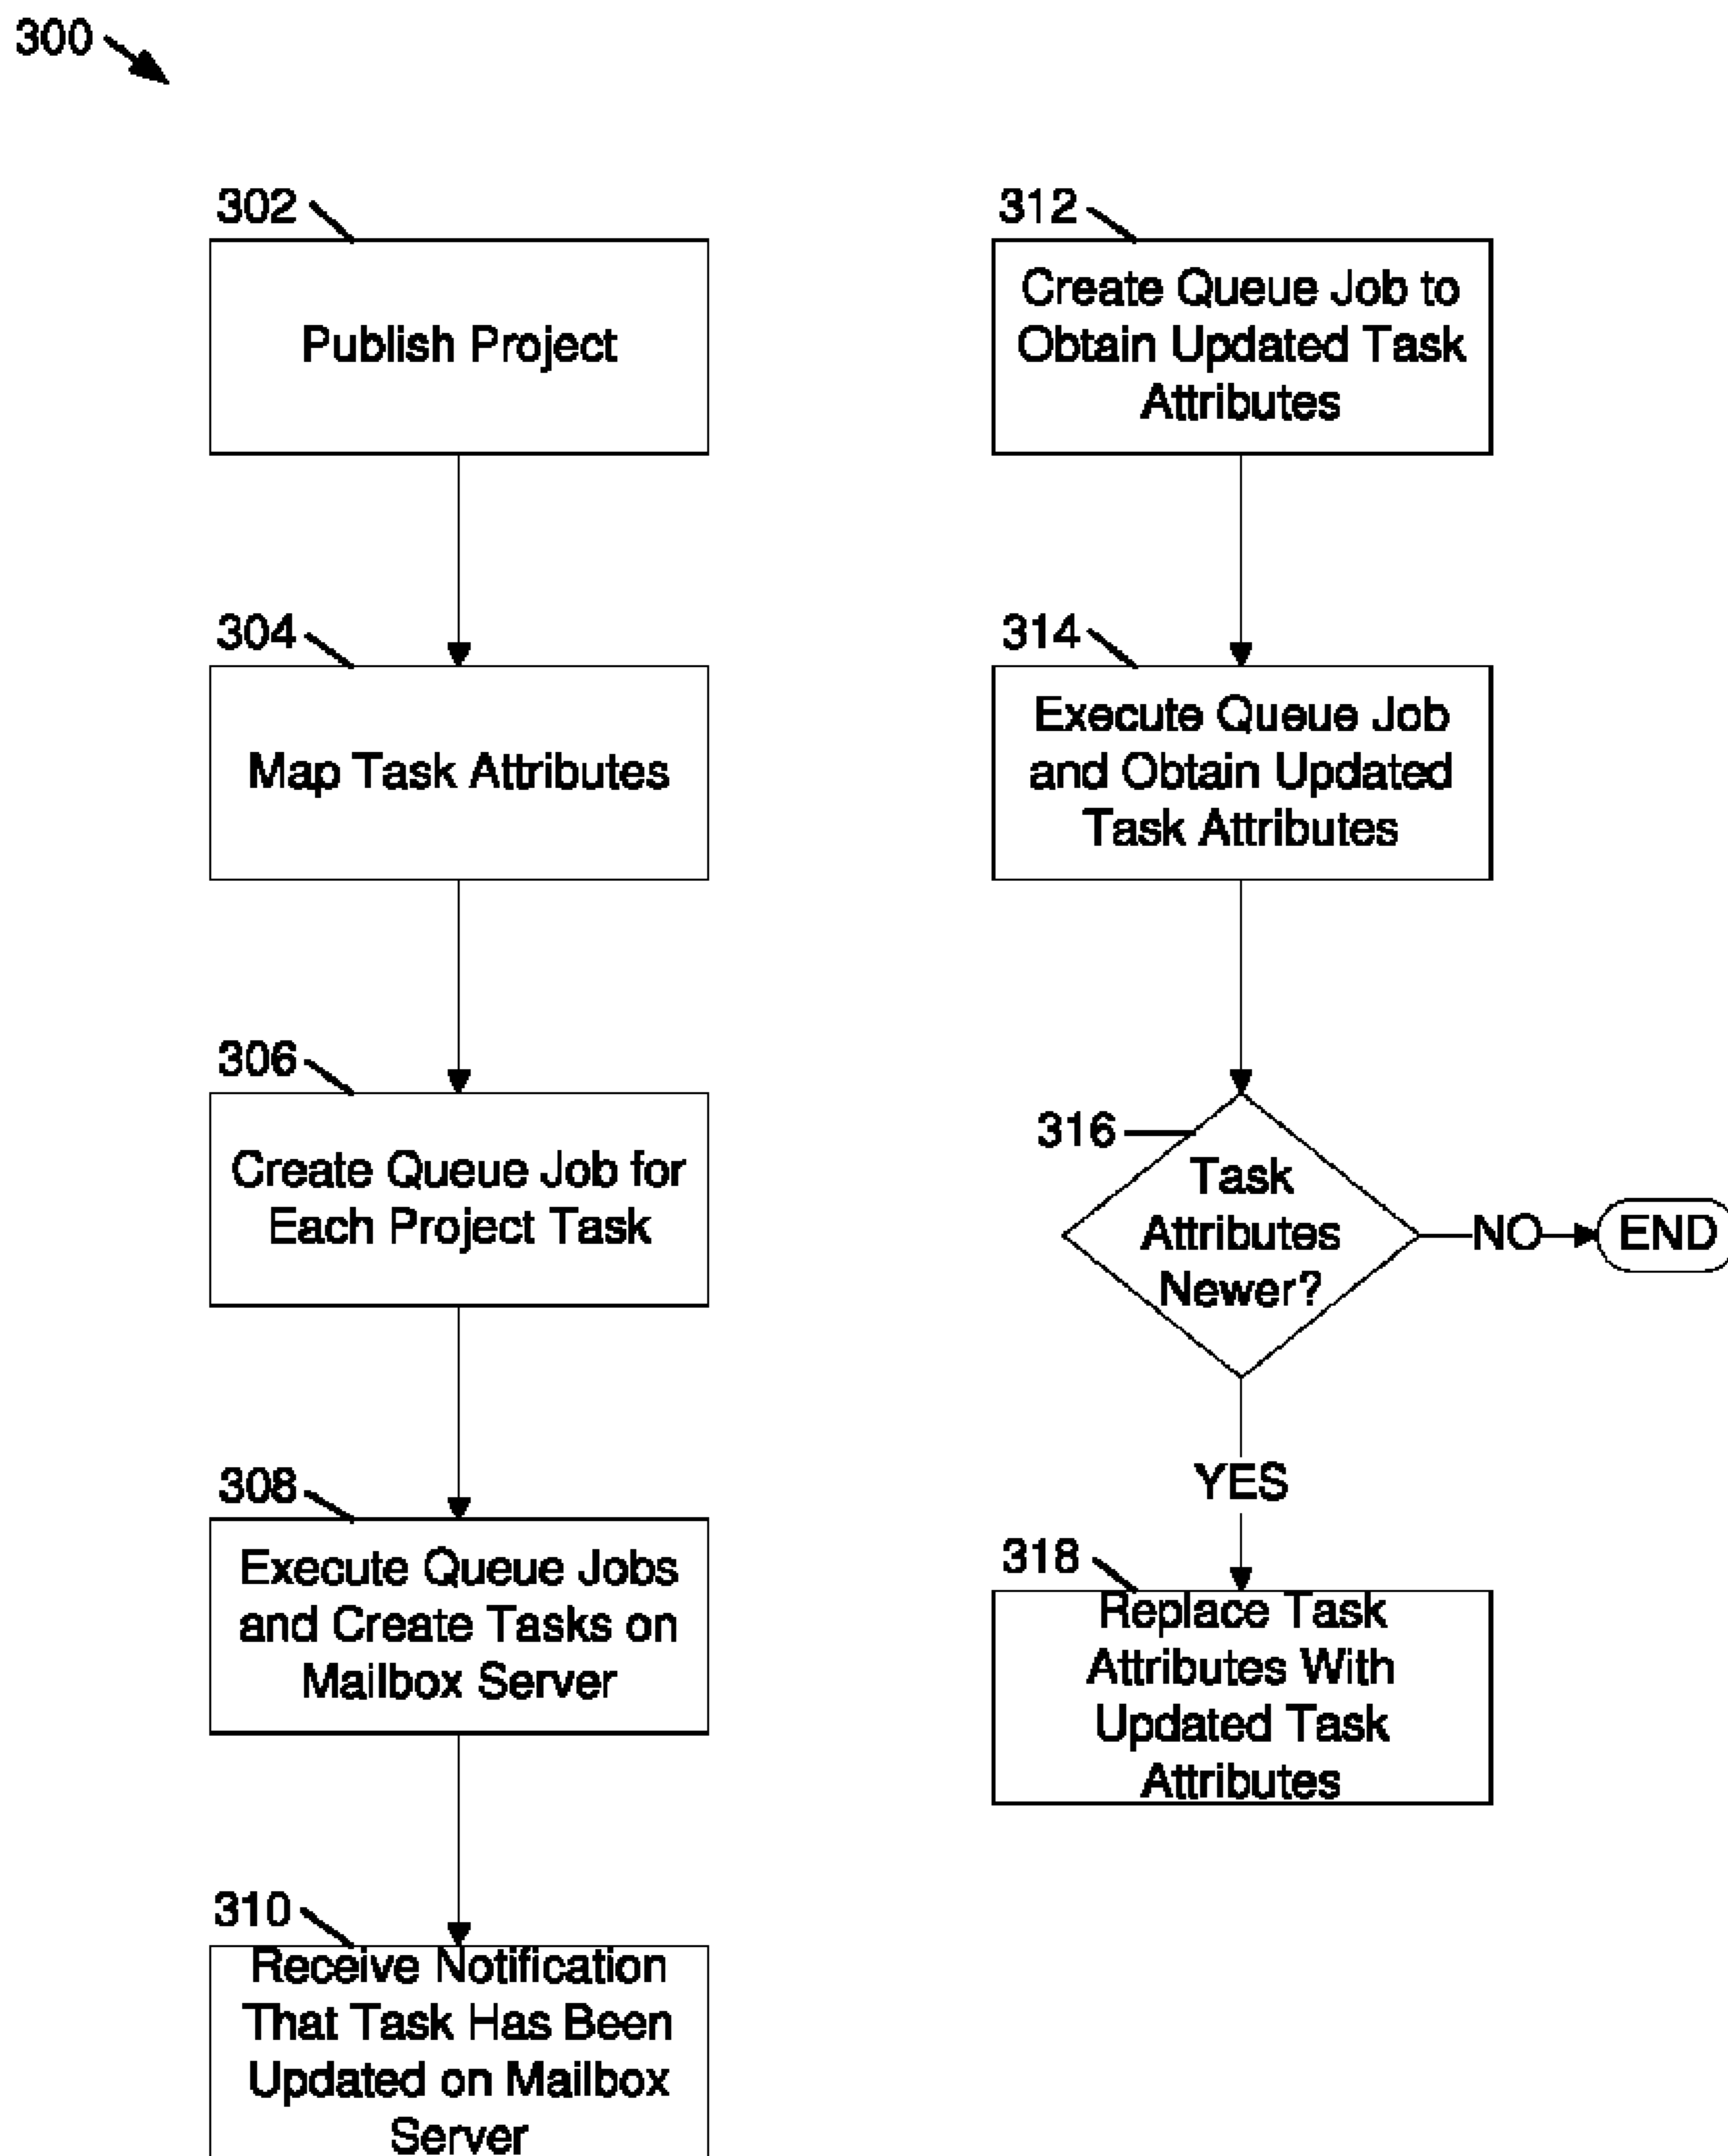 300
302
Publish Project
304
Map Task Attributes
306
Create Queue Job for
Each Project Task
308
Execute Queue Jobs
and Create Tasks on
Mailbox Server
310
Receive Notification
That Task Has Been
Updated on Mailbox
Server
312
Create Queue Job to
Obtain Updated Task
Attributes
314
Execute Queue Job
and Obtain Updated
Task Attributes
316
Task
Attributes
Newer?
NO
END
YES
318
Replace Task
Attributes With
Updated Task
Attributes